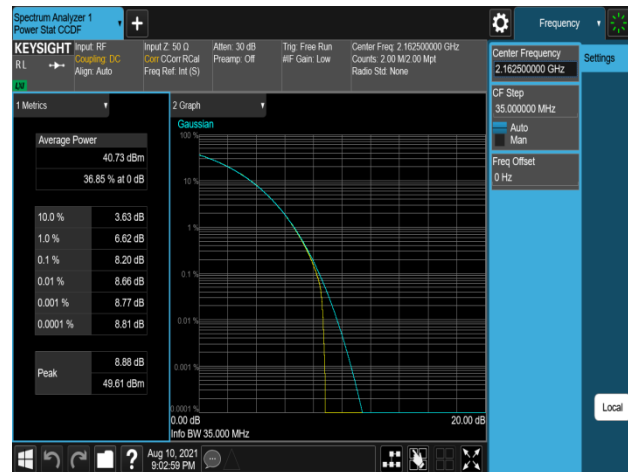 Spectrum Analyzer 1
Power Stat CCDF
Frequency
KEYSIGHT
RL
LXI
Input: RF
Coupling: DC
Align: Auto
Input Z: 50 Ω
Corr CCorr RCal
Freq Ref: Int (S)
Atten: 30 dB
Preamp: Off
Trig: Free Run
#IF Gain: Low
Center Freq: 2.162500000 GHz
Counts: 2.00 M/2.00 Mpt
Radio Std: None
Center Frequency
2.162500000 GHz
Settings
CF Step
35.000000 MHz
Auto
Man
Freq Offset
0 Hz
1 Metrics
Average Power
40.73 dBm
36.85 % at 0 dB
10.0 % 3.63 dB
1.0 % 6.62 dB
0.1 % 8.20 dB
0.01 % 8.66 dB
0.001 % 8.77 dB
0.0001 % 8.81 dB
Peak
8.88 dB
49.61 dBm
2 Graph
Gaussian
100 %
10 %
1 %
0.1 %
0.01 %
0.001 %
0.0001 %
0.00 dB 20.00 dB
Info BW 35.000 MHz
Local
?
Aug 10, 2021
9:02:59 PM